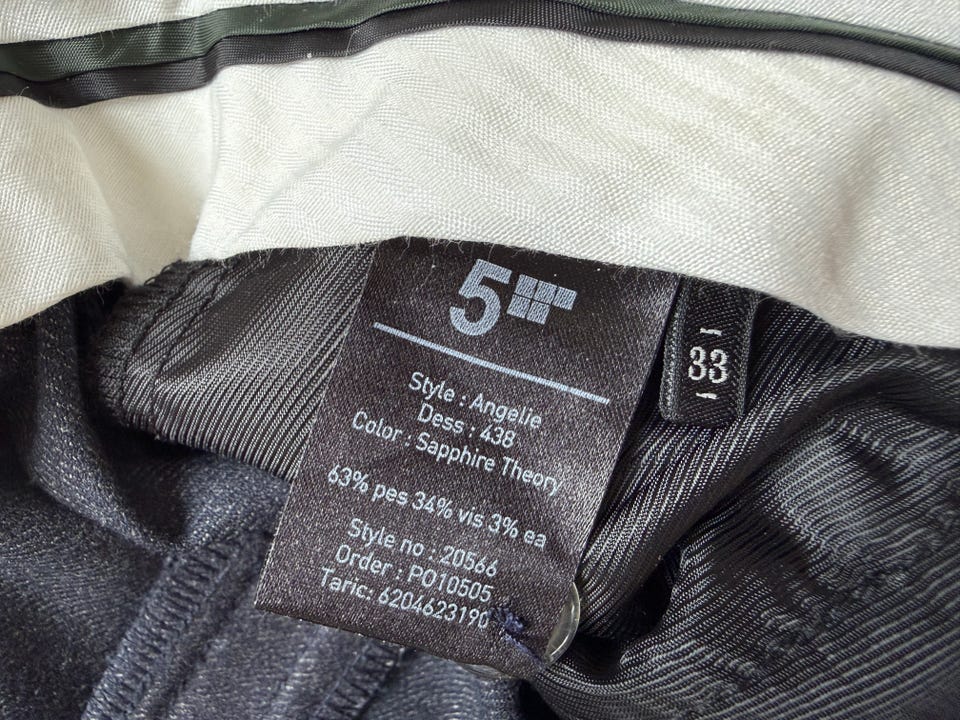 5
Style : Angelie
Dess : 438
Color : Sapphire Theory
63% pes 34% vis 3% ea
Style no : 20566
Order : PO10505
Taric: 6204623190
33